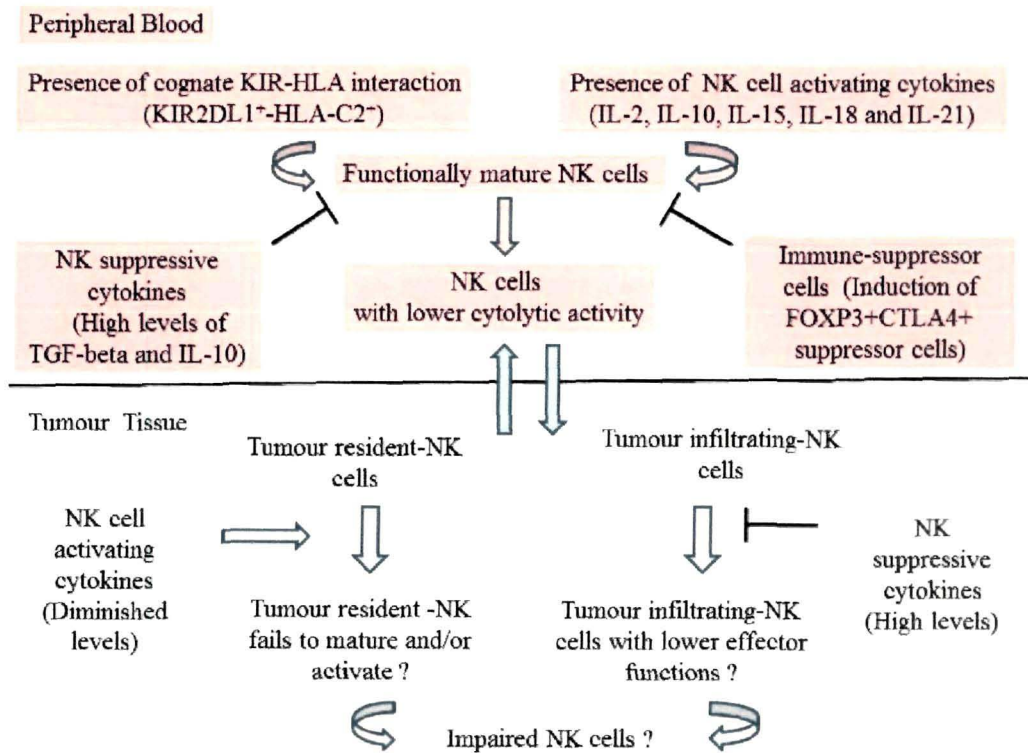 Peripheral Blood
Presence of cognate KIR-HLA interaction
(KIR2DL1⁺-HLA-C2⁺)
Presence of NK cell activating cytokines
(IL-2, IL-10, IL-15, IL-18 and IL-21)
Functionally mature NK cells
NK suppressive
cytokines
(High levels of
TGF-beta and IL-10)
NK cells
with lower cytolytic activity
Immune-suppressor
cells (Induction of
FOXP3+CTLA4+
suppressor cells)
Tumour Tissue
Tumour resident-NK
cells
Tumour infiltrating-NK
cells
NK cell
activating
cytokines
(Diminished
levels)
NK
suppressive
cytokines
(High levels)
Tumour resident -NK
fails to mature and/or
activate ?
Tumour infiltrating-NK
cells with lower effector
functions ?
Impaired NK cells ?